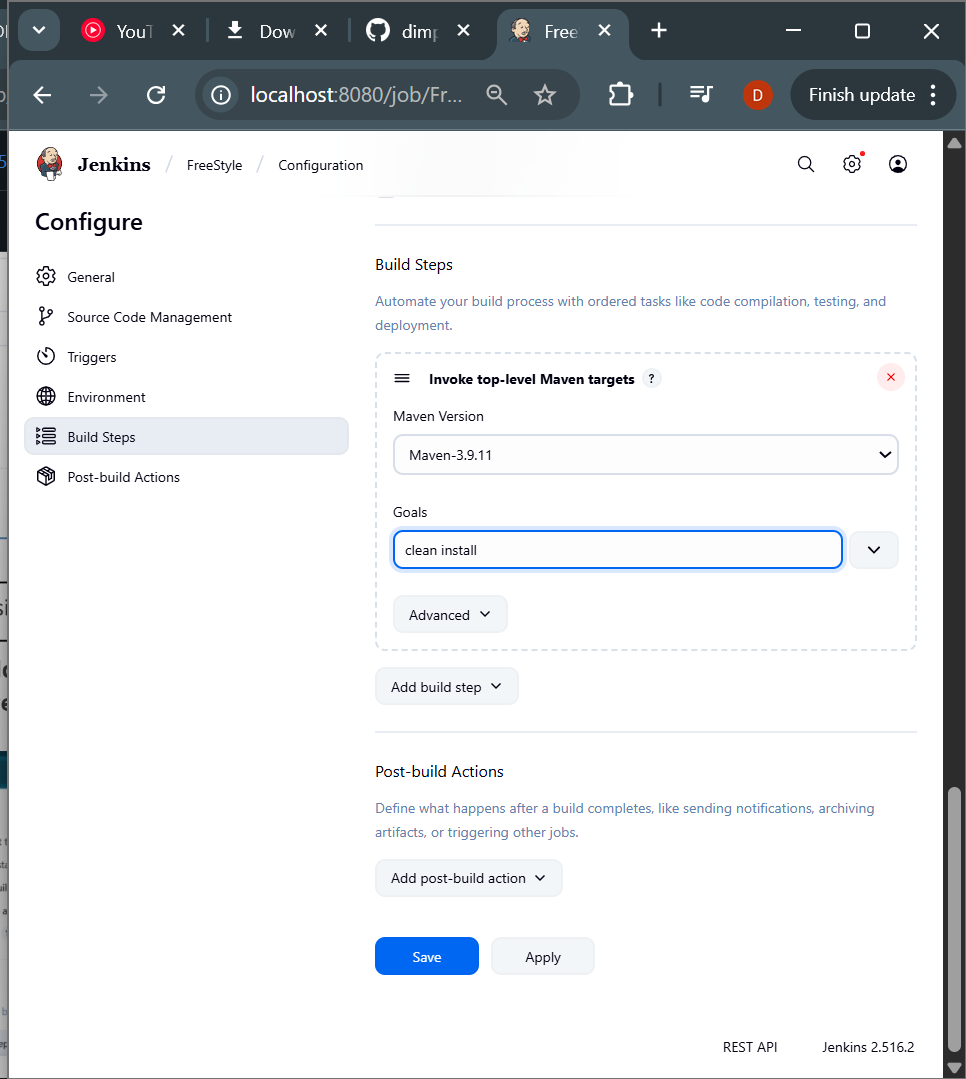 YouT
Dow
dimp
Free
localhost:8080/job/Fr...
D
Finish update
Jenkins / FreeStyle / Configuration
Configure
General
Source Code Management
Triggers
Environment
Build Steps
Post-build Actions
Build Steps
Automate your build process with ordered tasks like code compilation, testing, and
deployment.
Invoke top-level Maven targets ?
Maven Version
Maven-3.9.11
Goals
clean install
Advanced
Add build step
Post-build Actions
Define what happens after a build completes, like sending notifications, archiving
artifacts, or triggering other jobs.
Add post-build action
Save
Apply
REST API
Jenkins 2.516.2